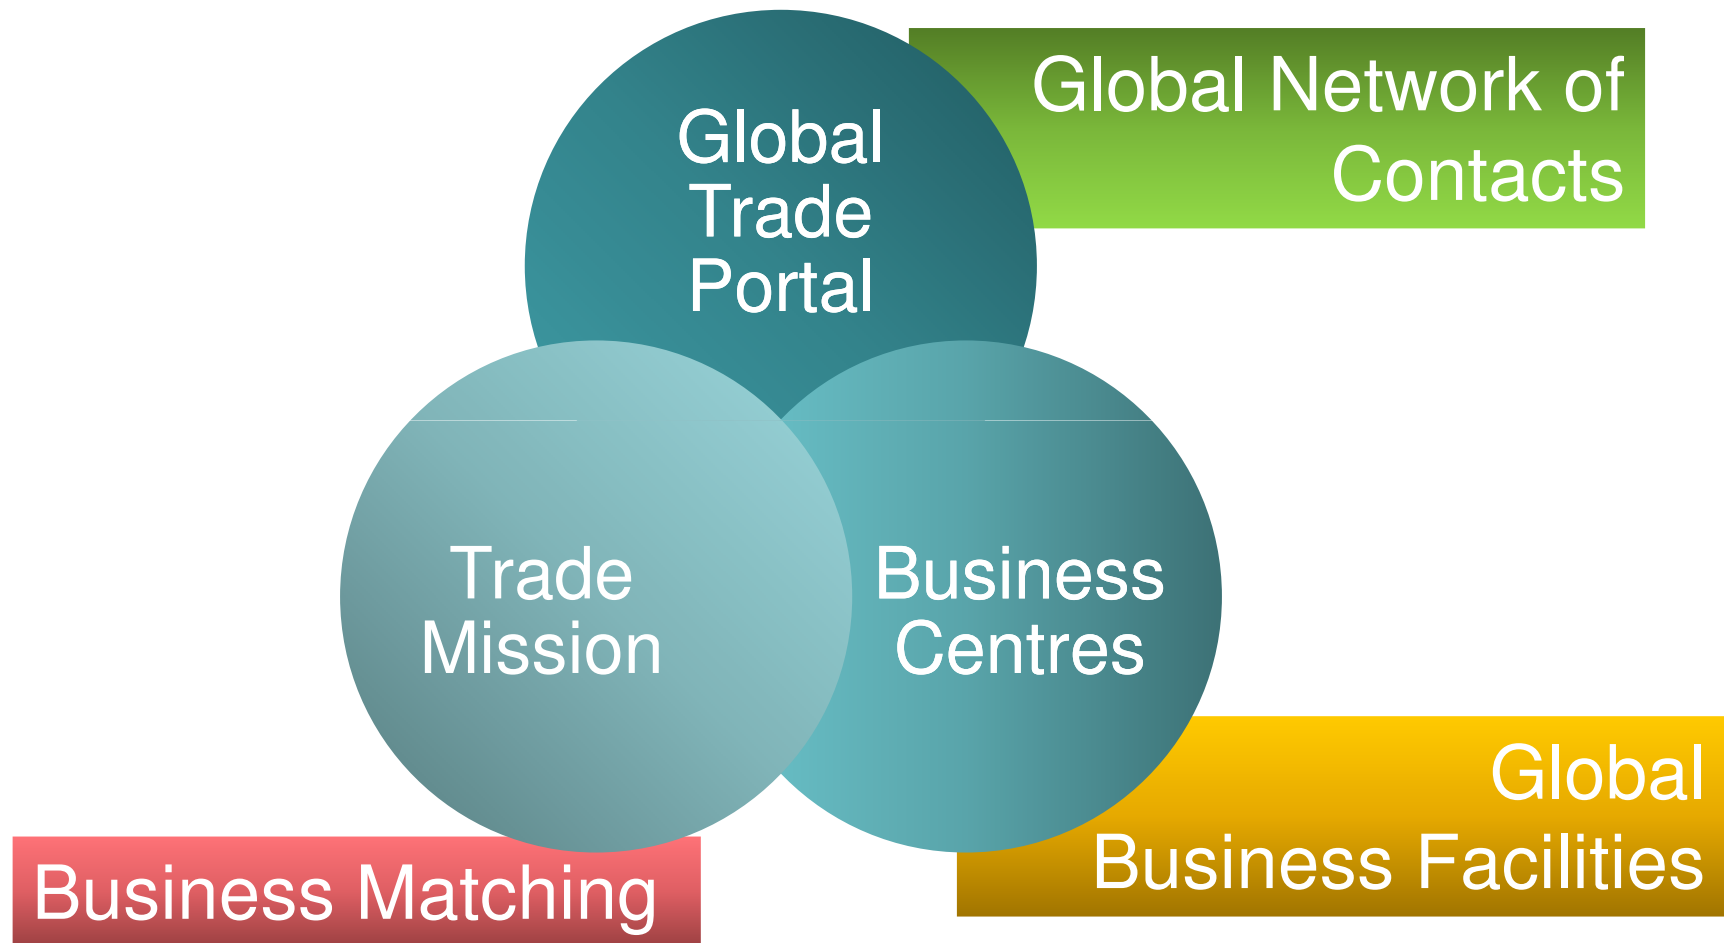 Global Network of
Contacts
Global
Trade
Portal
Trade
Mission
Business
Centres
Global
Business Facilities
Business Matching